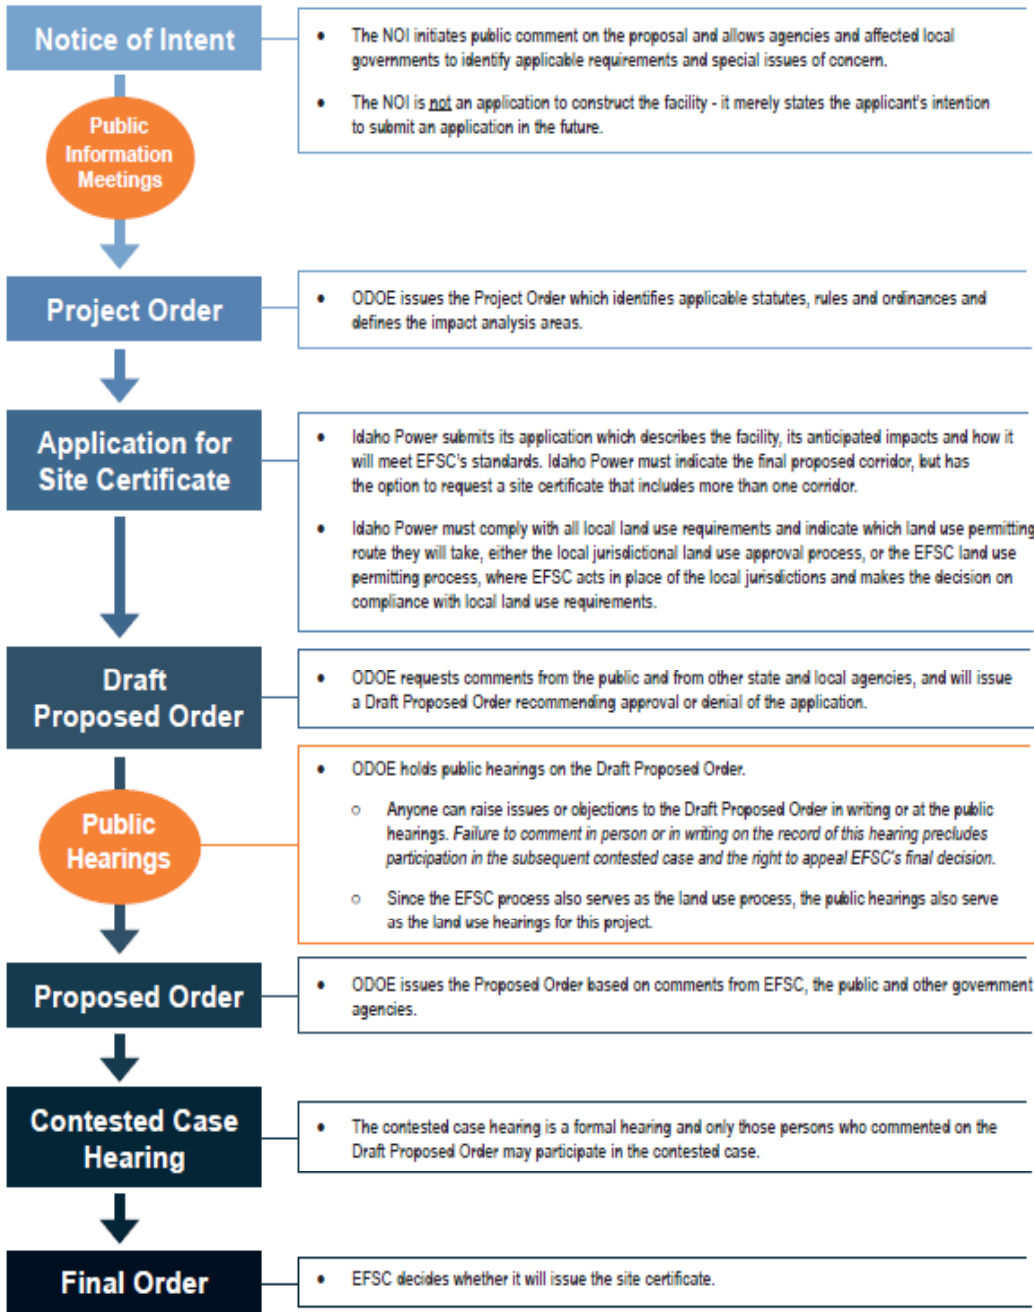 Notice of Intent
• The NOI initiates public comment on the proposal and allows agencies and affected local
governments to identify applicable requirements and special issues of concern.
• The NOI is not an application to construct the facility - it merely states the applicant's intention
to submit an application in the future.
Public
Information
Meetings
Project Order
• ODOE issues the Project Order which identifies applicable statutes, rules and ordinances and
defines the impact analysis areas.
Application for
Site Certificate
• Idaho Power submits its application which describes the facility, its anticipated impacts and how it
will meet EFSC's standards. Idaho Power must indicate the final proposed corridor, but has
the option to request a site certificate that includes more than one corridor.
• Idaho Power must comply with all local land use requirements and indicate which land use permitting
route they will take, either the local jurisdictional land use approval process, or the EFSC land use
permitting process, where EFSC acts in place of the local jurisdictions and makes the decision on
compliance with local land use requirements.
Draft
Proposed Order
• ODOE requests comments from the public and from other state and local agencies, and will issue
a Draft Proposed Order recommending approval or denial of the application.
Public
Hearings
• ODOE holds public hearings on the Draft Proposed Order.
○ Anyone can raise issues or objections to the Draft Proposed Order in writing or at the public
hearings. Failure to comment in person or in writing on the record of this hearing precludes
participation in the subsequent contested case and the right to appeal EFSC's final decision.
○ Since the EFSC process also serves as the land use process, the public hearings also serve
as the land use hearings for this project.
Proposed Order
• ODOE issues the Proposed Order based on comments from EFSC, the public and other government
agencies.
Contested Case
Hearing
• The contested case hearing is a formal hearing and only those persons who commented on the
Draft Proposed Order may participate in the contested case.
Final Order
• EFSC decides whether it will issue the site certificate.